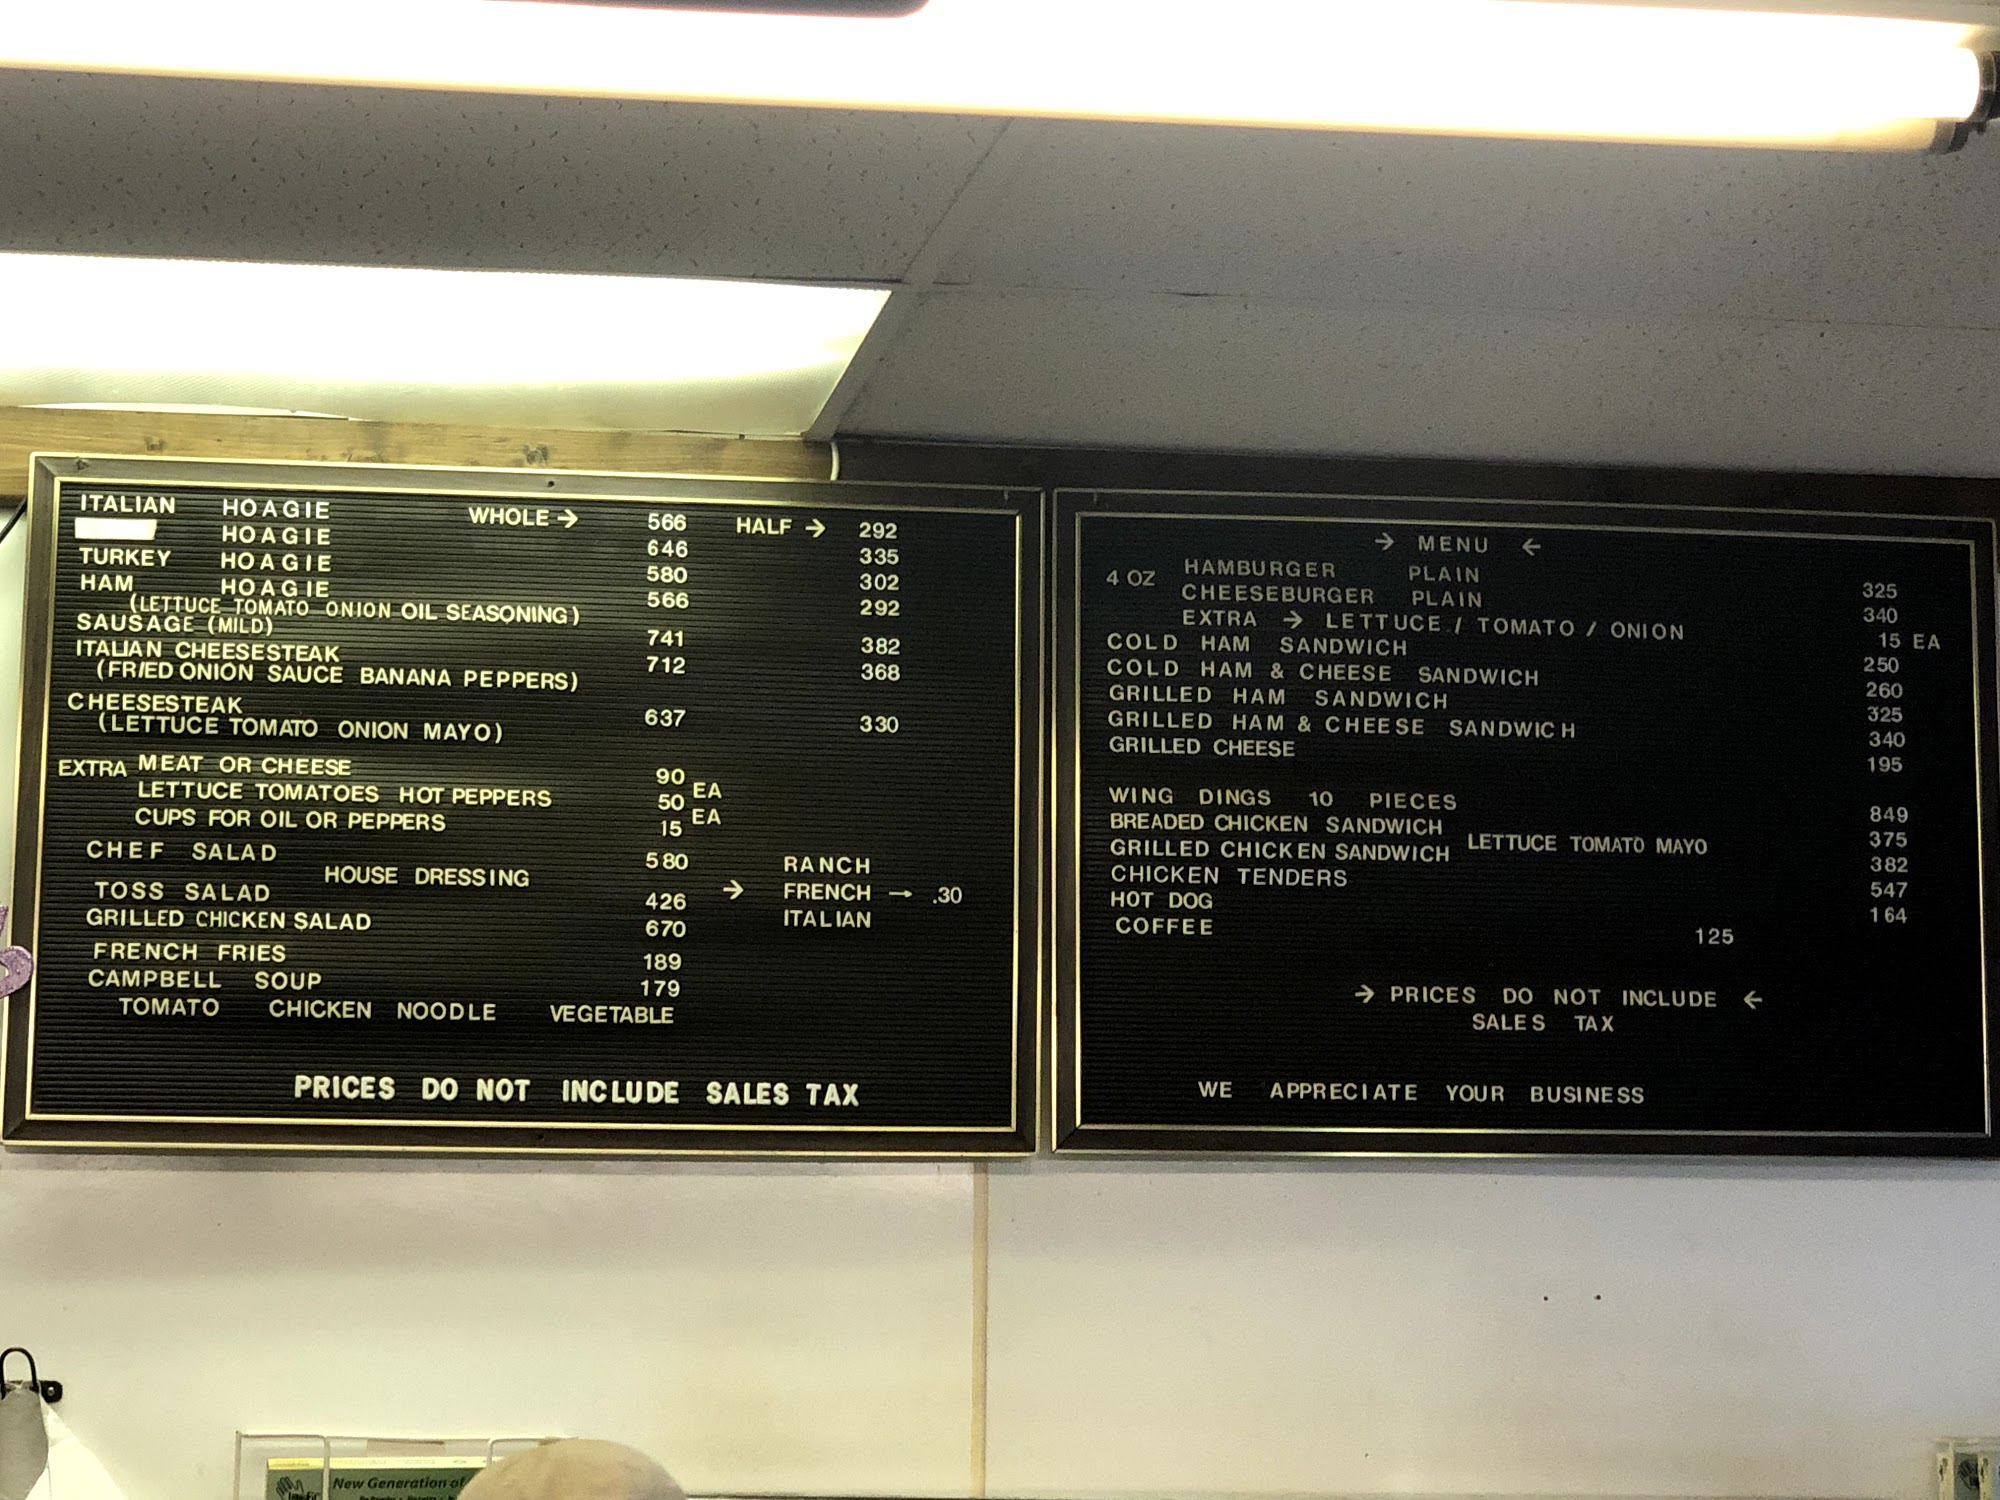 ITALIAN HOAGIE WHOLE → 566 HALF → 292
HOAGIE 646 335
TURKEY HOAGIE 580 302
HAM HOAGIE 566 292
(LETTUCE TOMATO ONION OIL SEASONING)
SAUSAGE (MILD) 741 382
ITALIAN CHEESESTEAK 712 368
(FRIED ONION SAUCE BANANA PEPPERS)
CHEESESTEAK 637 330
(LETTUCE TOMATO ONION MAYO)
EXTRA MEAT OR CHEESE 90
LETTUCE TOMATOES HOT PEPPERS 50 EA
CUPS FOR OIL OR PEPPERS 15 EA
CHEF SALAD 580 RANCH
HOUSE DRESSING → FRENCH → .30
TOSS SALAD 426 ITALIAN
GRILLED CHICKEN SALAD 670
FRENCH FRIES 189
CAMPBELL SOUP 179
TOMATO CHICKEN NOODLE VEGETABLE
PRICES DO NOT INCLUDE SALES TAX
→ MENU ←
4 OZ HAMBURGER PLAIN 325
CHEESEBURGER PLAIN 340
EXTRA → LETTUCE / TOMATO / ONION 15 EA
COLD HAM SANDWICH 250
COLD HAM & CHEESE SANDWICH 260
GRILLED HAM SANDWICH 325
GRILLED HAM & CHEESE SANDWICH 340
GRILLED CHEESE 195
WING DINGS 10 PIECES 849
BREADED CHICKEN SANDWICH 375
LETTUCE TOMATO MAYO
GRILLED CHICKEN SANDWICH 382
CHICKEN TENDERS 547
HOT DOG 164
COFFEE 125
→ PRICES DO NOT INCLUDE ←
SALES TAX
WE APPRECIATE YOUR BUSINESS
New Generation of